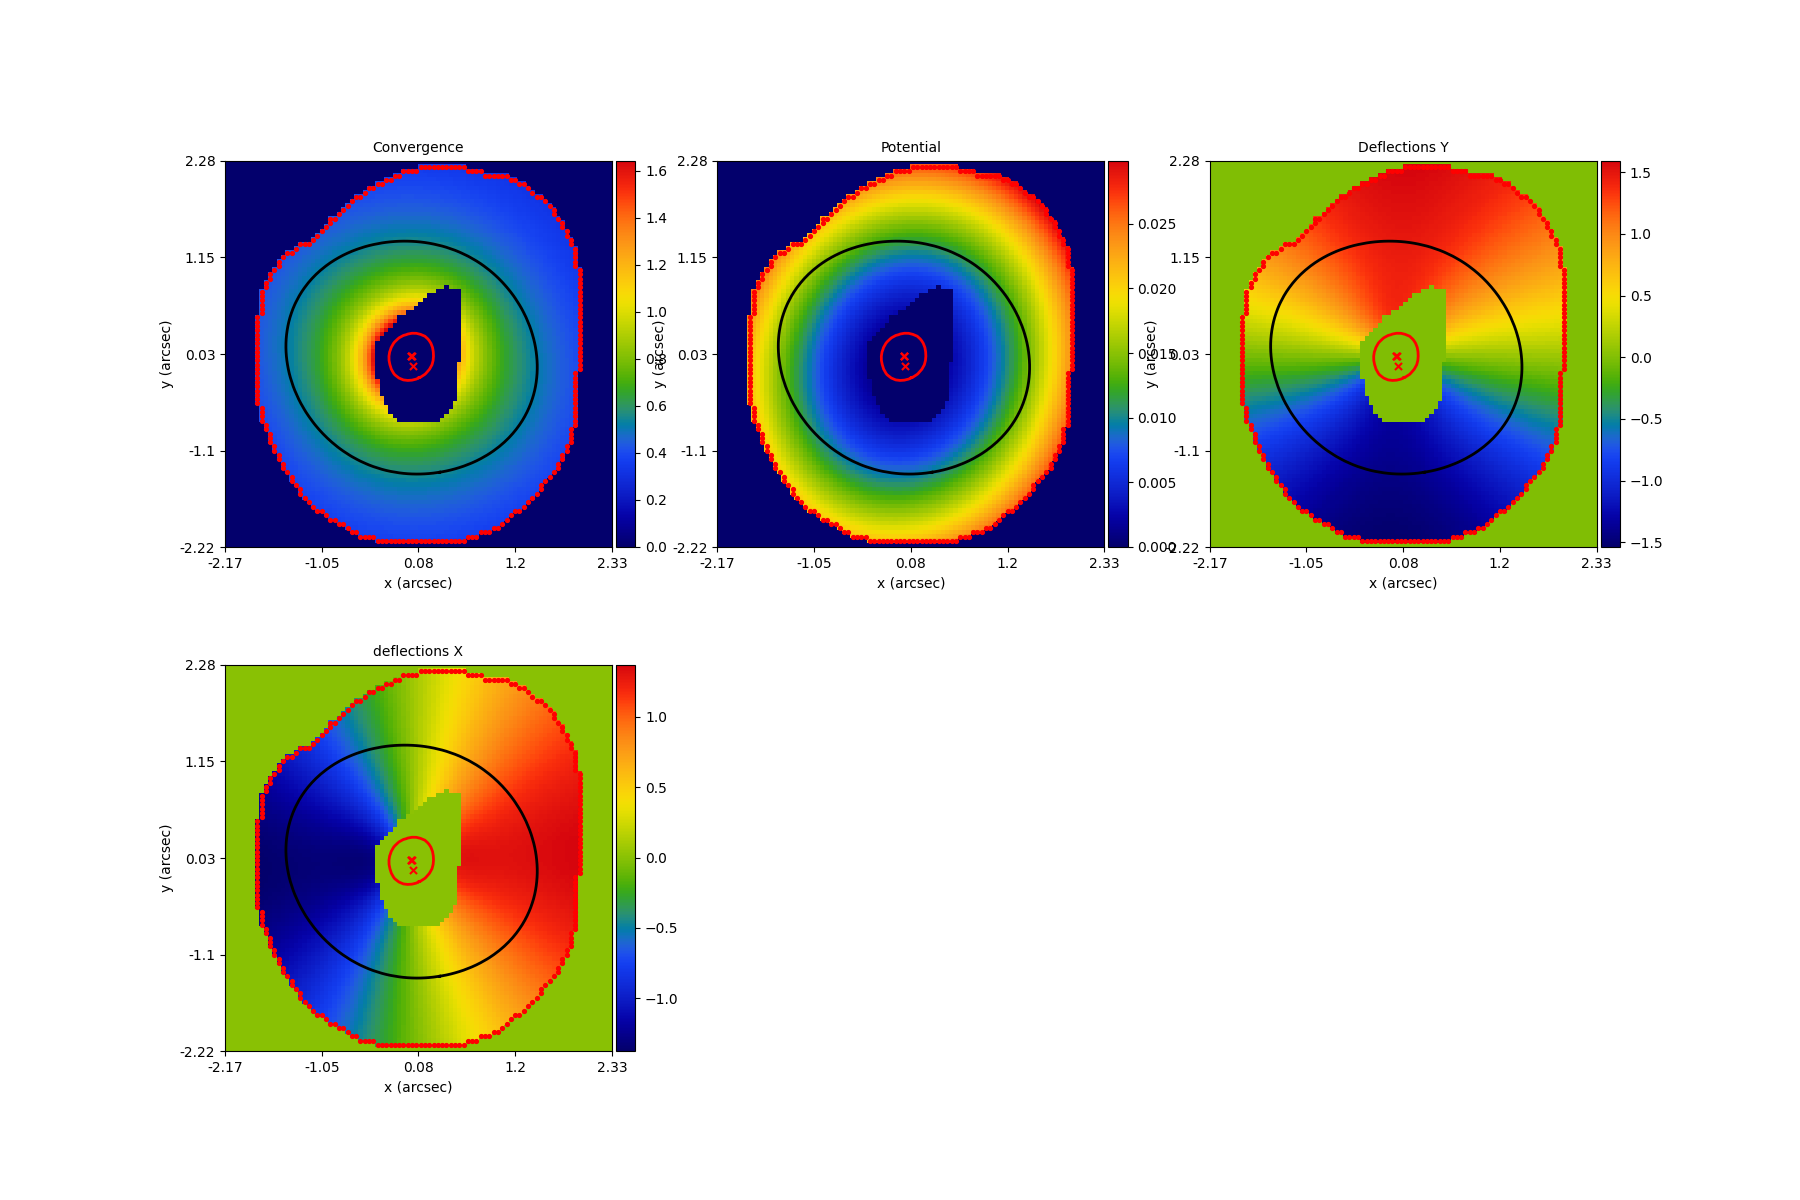 Convergence
2.28
1.15
0.03
-1.1
-2.22
y (arcsec)
-2.17 -1.05 0.08 1.2 2.33
x (arcsec)
1.6
1.4
1.2
1.0
0.8
0.6
0.4
0.2
0.0
Potential
2.28
1.15
0.03
-1.1
-2.22
y (arcsec)
-2.17 -1.05 0.08 1.2 2.33
x (arcsec)
0.025
0.020
0.015
0.010
0.005
0.000
Deflections Y
2.28
1.15
0.03
-1.1
-2.22
y (arcsec)
-2.17 -1.05 0.08 1.2 2.33
x (arcsec)
1.5
1.0
0.5
0.0
−0.5
−1.0
−1.5
deflections X
2.28
1.15
0.03
-1.1
-2.22
y (arcsec)
-2.17 -1.05 0.08 1.2 2.33
x (arcsec)
1.0
0.5
0.0
−0.5
−1.0